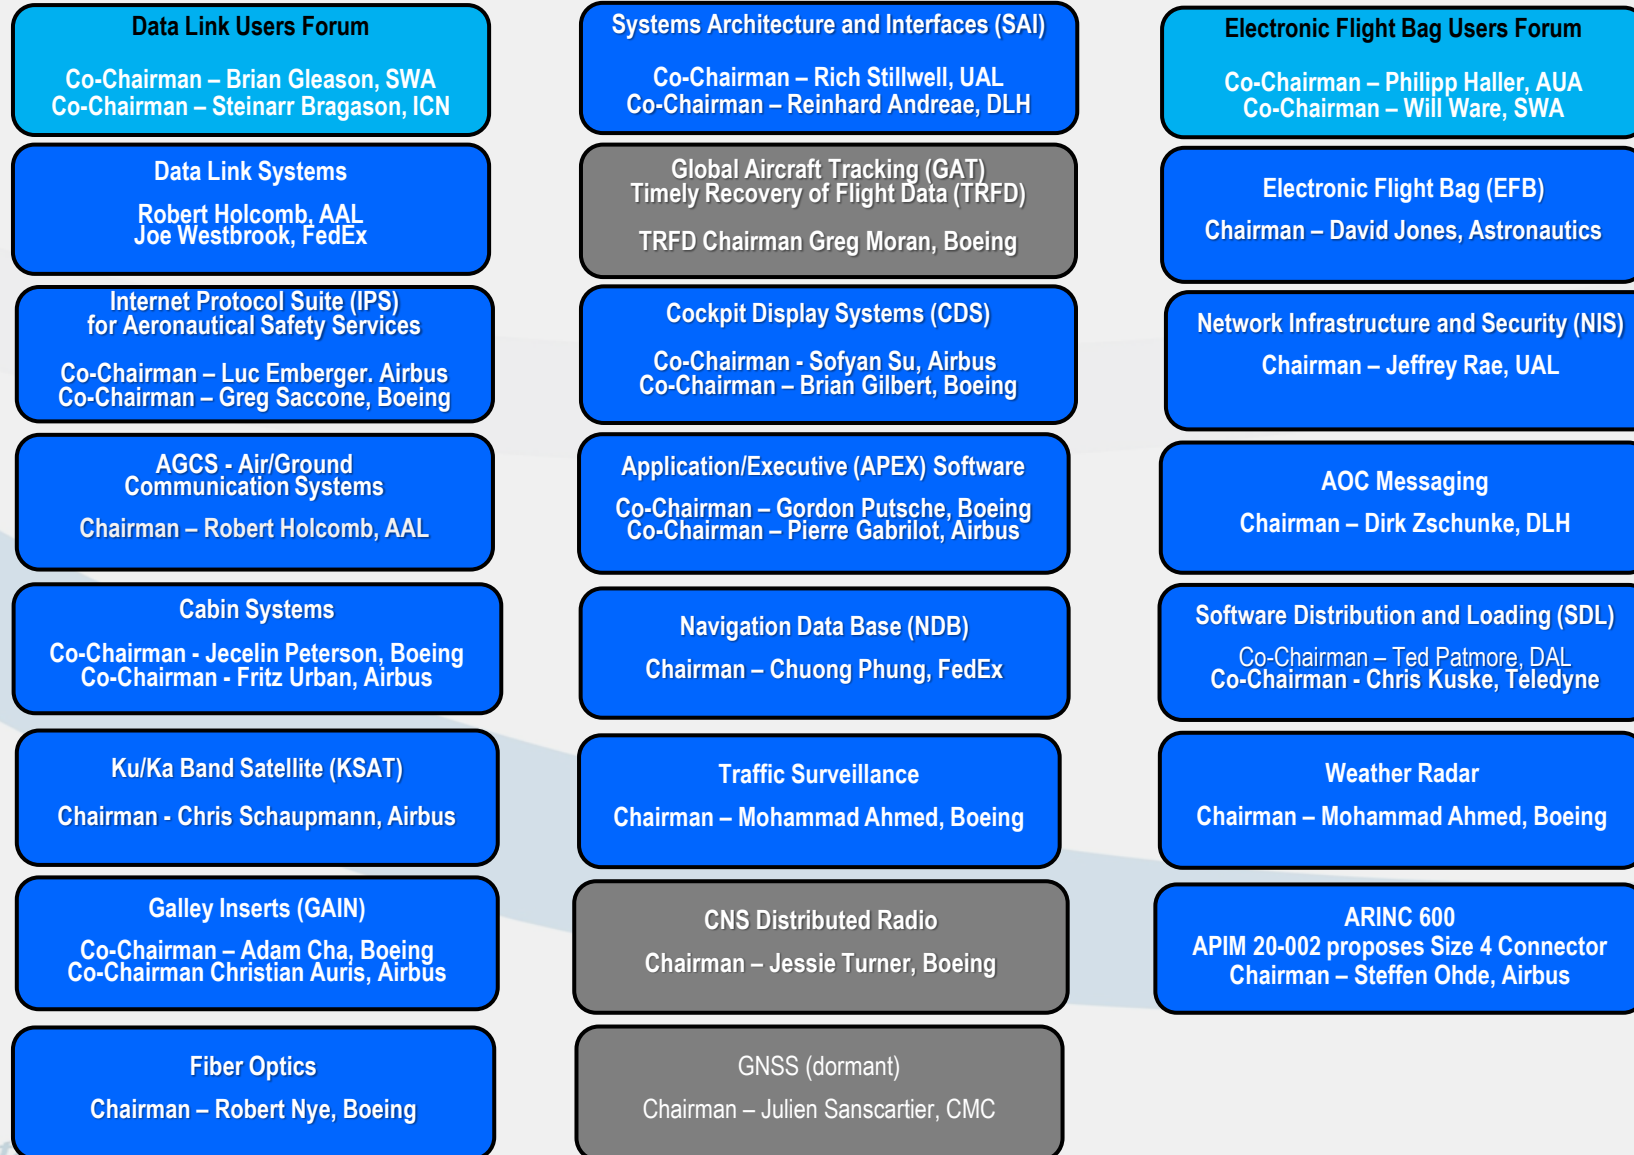 Data Link Users Forum
Co-Chairman – Brian Gleason, SWA
Co-Chairman – Steinarr Bragason, ICN
Data Link Systems
Robert Holcomb, AAL
Joe Westbrook, FedEx
Internet Protocol Suite (IPS)
for Aeronautical Safety Services
Co-Chairman – Luc Emberger. Airbus
Co-Chairman – Greg Saccone, Boeing
AGCS - Air/Ground
Communication Systems
Chairman – Robert Holcomb, AAL
Cabin Systems
Co-Chairman - Jecelin Peterson, Boeing
Co-Chairman - Fritz Urban, Airbus
Ku/Ka Band Satellite (KSAT)
Chairman - Chris Schaupmann, Airbus
Galley Inserts (GAIN)
Co-Chairman – Adam Cha, Boeing
Co-Chairman Christian Auris, Airbus
Fiber Optics
Chairman – Robert Nye, Boeing
Systems Architecture and Interfaces (SAI)
Co-Chairman – Rich Stillwell, UAL
Co-Chairman – Reinhard Andreae, DLH
Global Aircraft Tracking (GAT)
Timely Recovery of Flight Data (TRFD)
TRFD Chairman Greg Moran, Boeing
Cockpit Display Systems (CDS)
Co-Chairman - Sofyan Su, Airbus
Co-Chairman – Brian Gilbert, Boeing
Application/Executive (APEX) Software
Co-Chairman – Gordon Putsche, Boeing
Co-Chairman – Pierre Gabrilot, Airbus
Navigation Data Base (NDB)
Chairman – Chuong Phung, FedEx
Traffic Surveillance
Chairman – Mohammad Ahmed, Boeing
CNS Distributed Radio
Chairman – Jessie Turner, Boeing
GNSS (dormant)
Chairman – Julien Sanscartier, CMC
Electronic Flight Bag Users Forum
Co-Chairman – Philipp Haller, AUA
Co-Chairman – Will Ware, SWA
Electronic Flight Bag (EFB)
Chairman – David Jones, Astronautics
Network Infrastructure and Security (NIS)
Chairman – Jeffrey Rae, UAL
AOC Messaging
Chairman – Dirk Zschunke, DLH
Software Distribution and Loading (SDL)
Co-Chairman – Ted Patmore, DAL
Co-Chairman - Chris Kuske, Teledyne
Weather Radar
Chairman – Mohammad Ahmed, Boeing
ARINC 600
APIM 20-002 proposes Size 4 Connector
Chairman – Steffen Ohde, Airbus